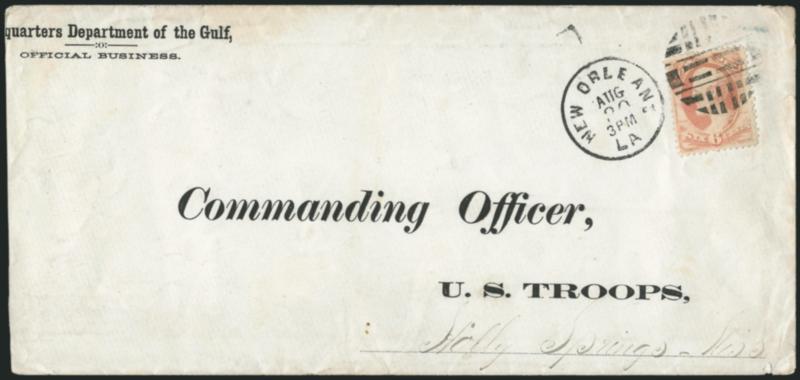 quarters Department of the Gulf,
OFFICIAL BUSINESS.
NEW ORLEANS
AUG
20
3PM
LA
6
Commanding Officer,
U. S. TROOPS,
Holly Springs - Miss